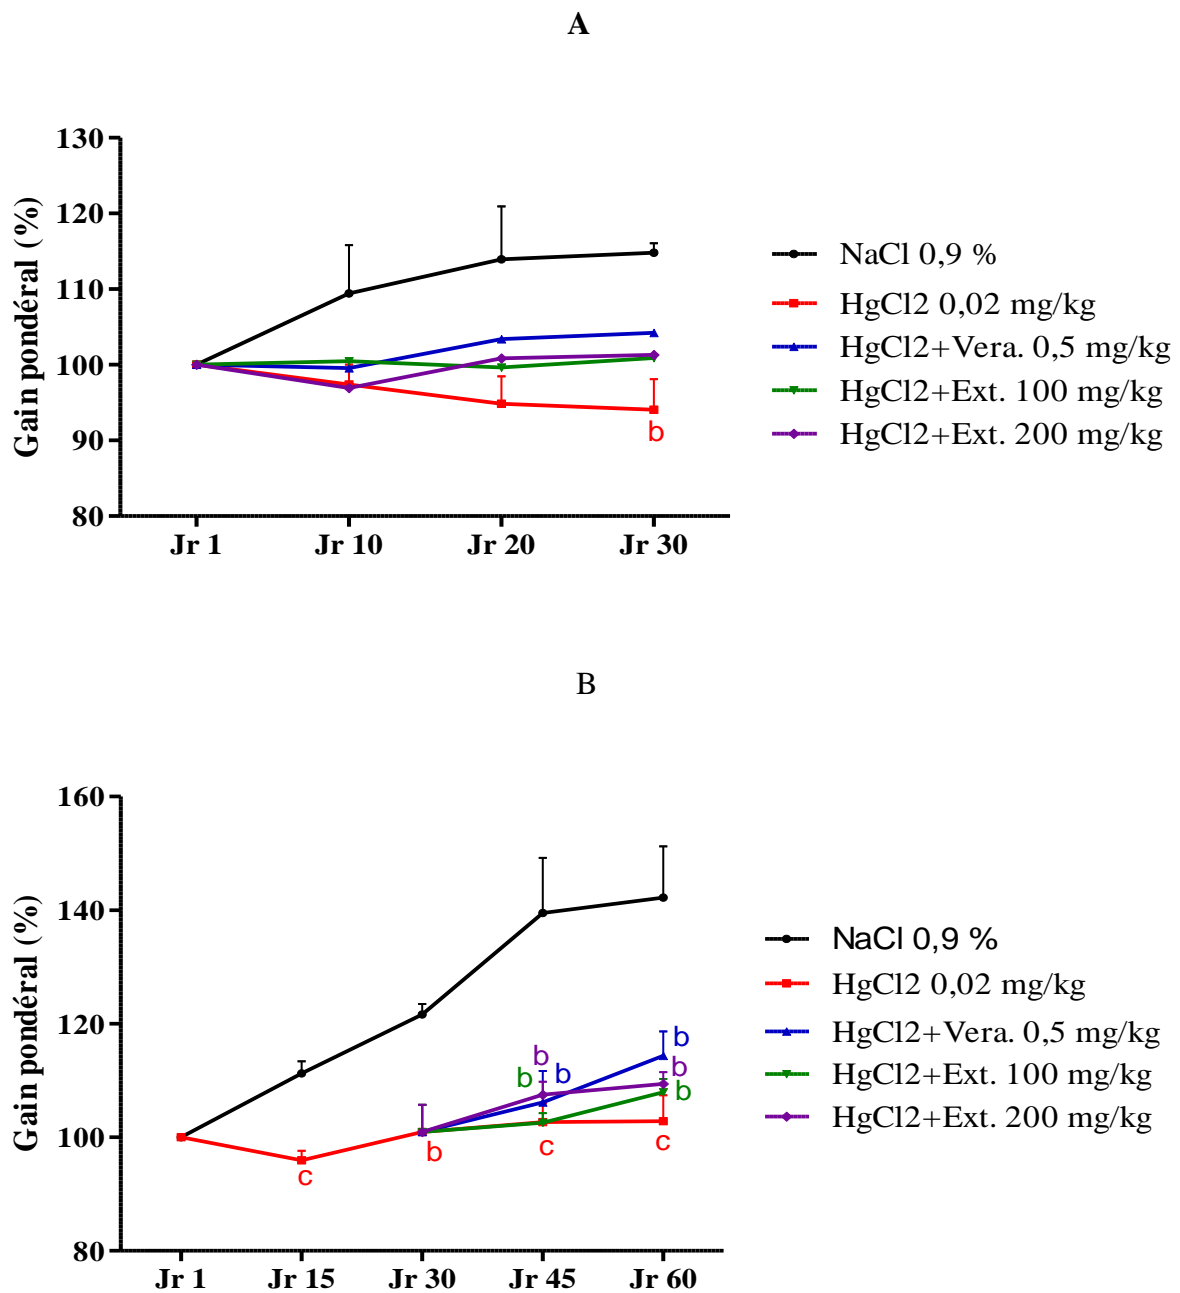 A
130
120
110
100
90
80
Gain pondéral (%)
b
Jr 1 Jr 10 Jr 20 Jr 30
NaCl 0,9 %
HgCl2 0,02 mg/kg
HgCl2+Vera. 0,5 mg/kg
HgCl2+Ext. 100 mg/kg
HgCl2+Ext. 200 mg/kg
B
160
140
120
100
80
Gain pondéral (%)
b
b
b b
b
b
c b c c
Jr 1 Jr 15 Jr 30 Jr 45 Jr 60
NaCl 0,9 %
HgCl2 0,02 mg/kg
HgCl2+Vera. 0,5 mg/kg
HgCl2+Ext. 100 mg/kg
HgCl2+Ext. 200 mg/kg